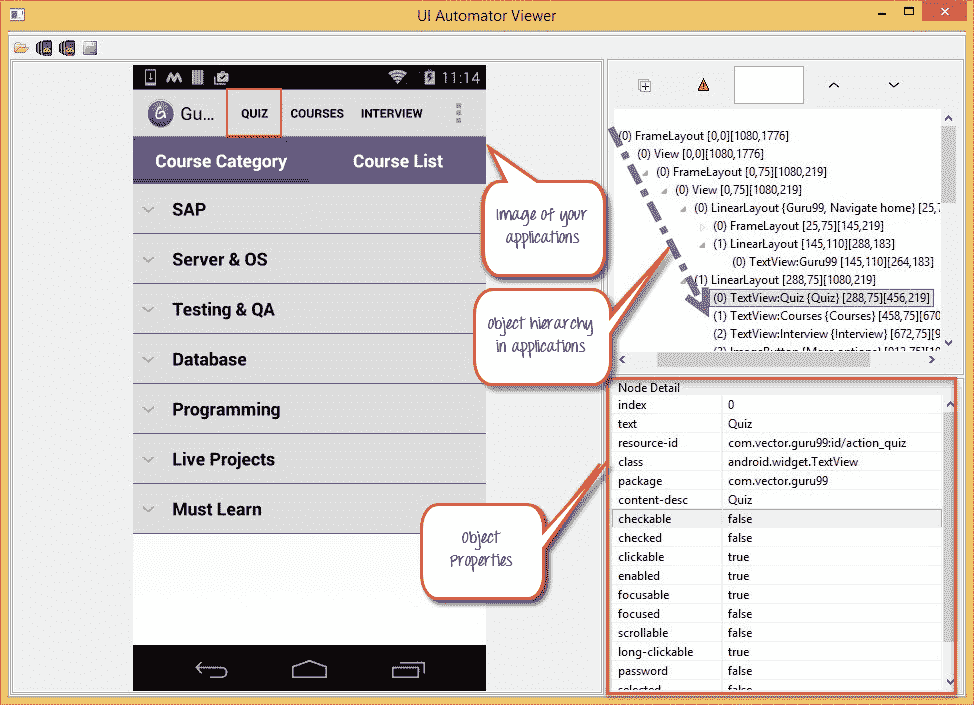 UI Automator Viewer
11:14
Gu...
QUIZ
COURSES
INTERVIEW
Course Category
Course List
SAP
Server & OS
Testing & QA
Database
Programming
Live Projects
Must Learn
Image of your
applications
Object hierarchy
in applications
Object
Properties
(0) FrameLayout [0,0][1080,1776]
(0) View [0,0][1080,1776]
(0) FrameLayout [0,75][1080,219]
(0) View [0,75][1080,219]
(0) LinearLayout {Guru99, Navigate home} [25,7
(0) FrameLayout [25,75][145,219]
(1) LinearLayout [145,110][288,183]
(0) TextView:Guru99 [145,110][264,183]
(1) LinearLayout [288,75][1080,219]
(0) TextView:Quiz {Quiz} [288,75][456,219]
(1) TextView:Courses {Courses} [458,75][670
(2) TextView:Interview {Interview} [672,75][9
Node Detail
index 0
text Quiz
resource-id com.vector.guru99:id/action_quiz
class android.widget.TextView
package com.vector.guru99
content-desc Quiz
checkable false
checked false
clickable true
enabled true
focusable true
focused false
scrollable false
long-clickable true
password false
selected false